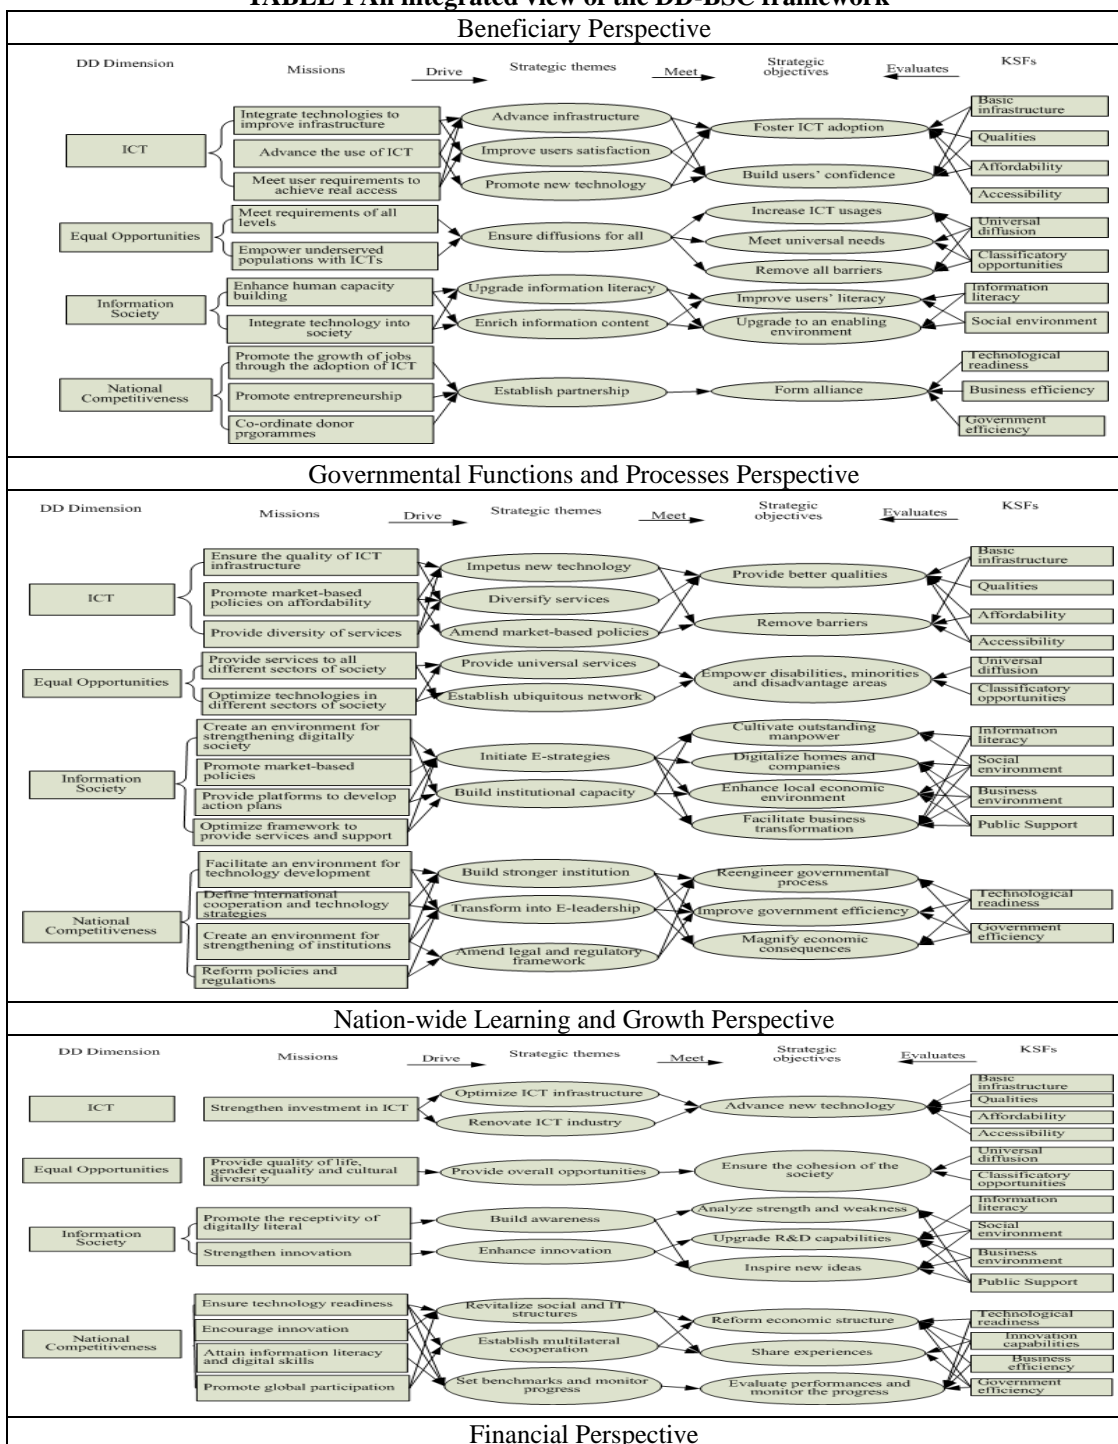 TABLE 1 An integrated view of the DD-BSC framework
Beneficiary Perspective
DD Dimension
Missions
Drive
Strategic themes
Meet
Strategic
objectives
Evaluates
KSFs
ICT
Integrate technologies to
improve infrastructure
Advance the use of ICT
Meet user requirements to
achieve real access
Advance infrastructure
Improve users satisfaction
Promote new technology
Foster ICT adoption
Build users' confidence
Basic
infrastructure
Qualities
Affordability
Accessibility
Equal Opportunities
Meet requirements of all
levels
Empower underserved
populations with ICTs
Ensure diffusions for all
Increase ICT usages
Meet universal needs
Remove all barriers
Universal
diffusion
Classificatory
opportunities
Information
Society
Enhance human capacity
building
Integrate technology into
society
Upgrade information literacy
Enrich information content
Improve users' literacy
Upgrade to an enabling
environment
Information
literacy
Social environment
National
Competitiveness
Promote the growth of jobs
through the adoption of ICT
Promote entrepreneurship
Co-ordinate donor
prgorammes
Establish partnership
Form alliance
Technological
readiness
Business efficiency
Government
efficiency
Governmental Functions and Processes Perspective
DD Dimension
Missions
Drive
Strategic themes
Meet
Strategic
objectives
Evaluates
KSFs
ICT
Ensure the quality of ICT
infrastructure
Promote market-based
policies on affordability
Provide diversity of services
Impetus new technology
Diversify services
Amend market-based policies
Provide better qualities
Remove barriers
Basic
infrastructure
Qualities
Affordability
Accessibility
Equal Opportunities
Provide services to all
different sectors of society
Optimize technologies in
different sectors of society
Provide universal services
Establish ubiquitous network
Empower disabilities, minorities
and disadvantage areas
Universal
diffusion
Classificatory
opportunities
Information
Society
Create an environment for
strengthening digitally
society
Promote market-based
policies
Provide platforms to develop
action plans
Optimize framework to
provide services and support
Initiate E-strategies
Build institutional capacity
Cultivate outstanding
manpower
Digitalize homes and
companies
Enhance local economic
environment
Facilitate business
transformation
Information
literacy
Social
environment
Business
environment
Public Support
National
Competitiveness
Facilitate an environment for
technology development
Define international
cooperation and technology
strategies
Create an environment for
strengthening of institutions
Reform policies and
regulations
Build stronger institution
Transform into E-leadership
Amend legal and regulatory
framework
Reengineer governmental
process
Improve government efficiency
Magnify economic
consequences
Technological
readiness
Government
efficiency
Nation-wide Learning and Growth Perspective
DD Dimension
Missions
Drive
Strategic themes
Meet
Strategic
objectives
Evaluates
KSFs
ICT
Strengthen investment in ICT
Optimize ICT infrastructure
Renovate ICT industry
Advance new technology
Basic
infrastructure
Qualities
Affordability
Accessibility
Equal Opportunities
Provide quality of life,
gender equality and cultural
diversity
Provide overall opportunities
Ensure the cohesion of the
society
Universal
diffusion
Classificatory
opportunities
Information
Society
Promote the receptivity of
digitally literal
Strengthen innovation
Build awareness
Enhance innovation
Analyze strength and weakness
Upgrade R&D capabilities
Inspire new ideas
Information
literacy
Social
environment
Business
environment
Public Support
National
Competitiveness
Ensure technology readiness
Encourage innovation
Attain information literacy
and digital skills
Promote global participation
Revitalize social and IT
structures
Establish multilateral
cooperation
Set benchmarks and monitor
progress
Reform economic structure
Share experiences
Evaluate performances and
monitor the progress
Technological
readiness
Innovation
capabilities
Business
efficiency
Government
efficiency
Financial Perspective